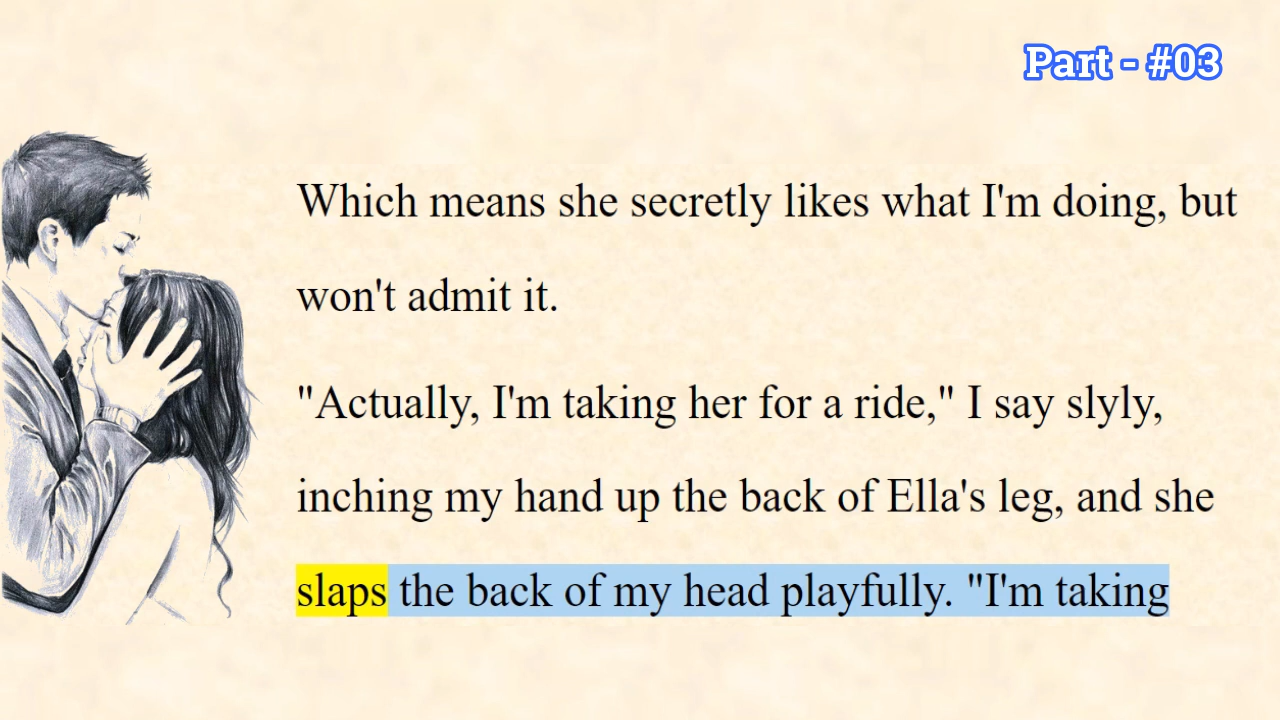 Part - #03
Which means she secretly likes what I'm doing, but
won't admit it.
"Actually, I'm taking her for a ride," I say slyly,
inching my hand up the back of Ella's leg, and she
slaps the back of my head playfully. "I'm taking